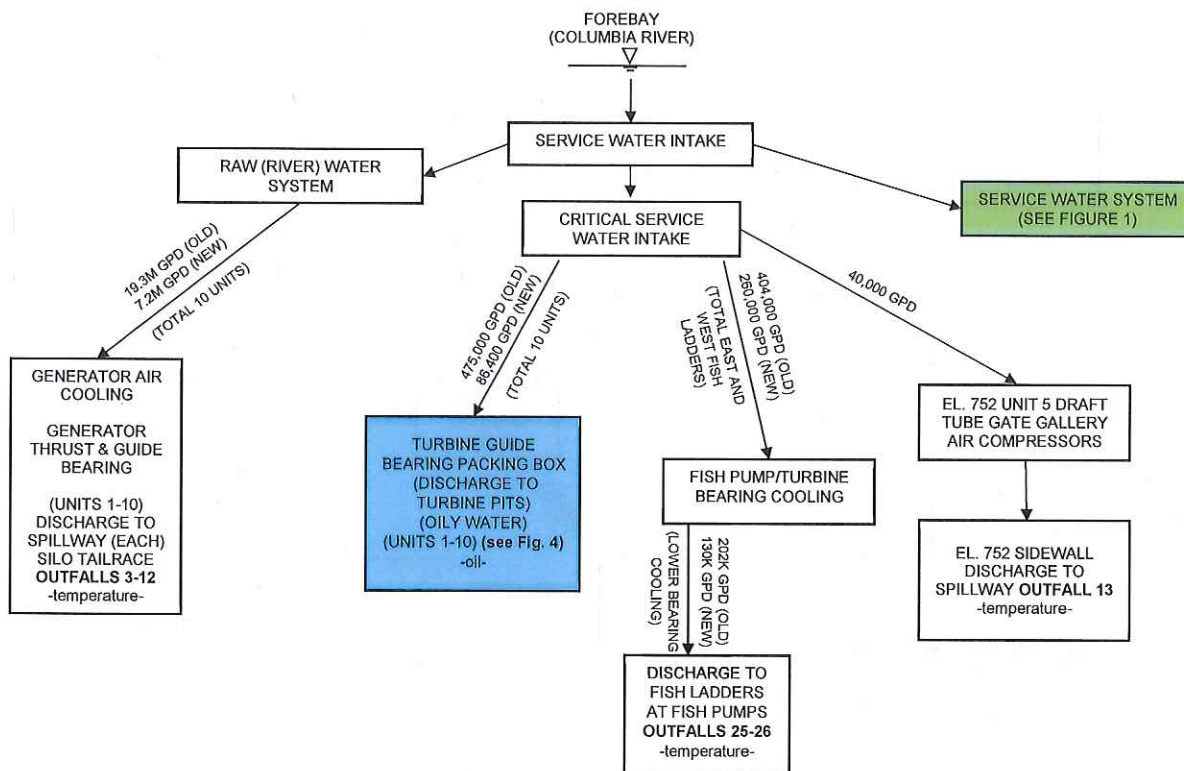 FOREBAY
(COLUMBIA RIVER)
SERVICE WATER INTAKE
RAW (RIVER) WATER
SYSTEM
SERVICE WATER SYSTEM
(SEE FIGURE 1)
CRITICAL SERVICE
WATER INTAKE
19.3M GPD (OLD)
7.2M GPD (NEW)
(TOTAL 10 UNITS)
475,000 GPD (OLD)
86,400 GPD (NEW)
(TOTAL 10 UNITS)
404,000 GPD (OLD)
260,000 GPD (NEW)
(TOTAL EAST AND
WEST FISH
LADDERS)
40,000 GPD
GENERATOR AIR
COOLING
GENERATOR
THRUST & GUIDE
BEARING
(UNITS 1-10)
DISCHARGE TO
SPILLWAY (EACH)
SILO TAILRACE
OUTFALLS 3-12
-temperature-
TURBINE GUIDE
BEARING PACKING BOX
(DISCHARGE TO
TURBINE PITS)
(OILY WATER)
(UNITS 1-10) (see Fig. 4)
-oil-
FISH PUMP/TURBINE
BEARING COOLING
EL. 752 UNIT 5 DRAFT
TUBE GATE GALLERY
AIR COMPRESSORS
202K GPD (OLD)
130K GPD (NEW)
(LOWER BEARING
COOLING)
EL. 752 SIDEWALL
DISCHARGE TO
SPILLWAY OUTFALL 13
-temperature-
DISCHARGE TO
FISH LADDERS
AT FISH PUMPS
OUTFALLS 25-26
-temperature-